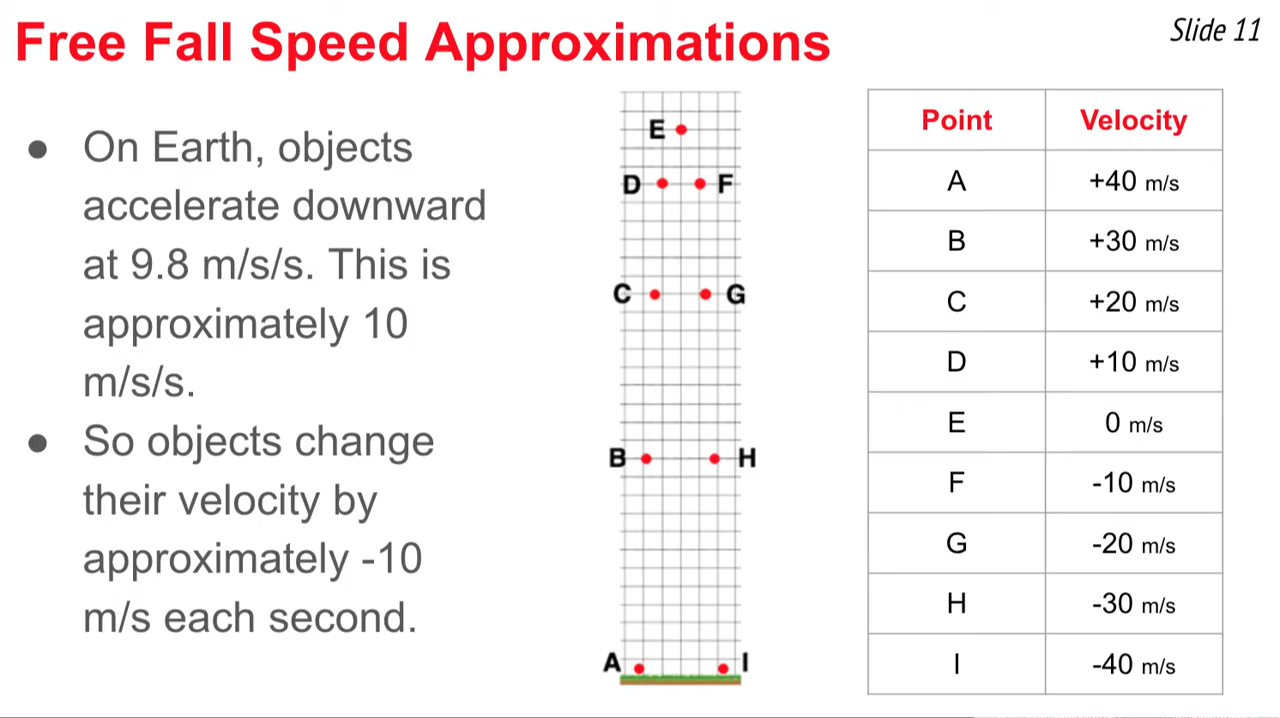 Free Fall Speed Approximations
Slide 11
● On Earth, objects
accelerate downward
at 9.8 m/s/s. This is
approximately 10
m/s/s.
● So objects change
their velocity by
approximately -10
m/s each second.
E
D F
C G
B H
A I
Point Velocity
A +40 m/s
B +30 m/s
C +20 m/s
D +10 m/s
E 0 m/s
F -10 m/s
G -20 m/s
H -30 m/s
I -40 m/s